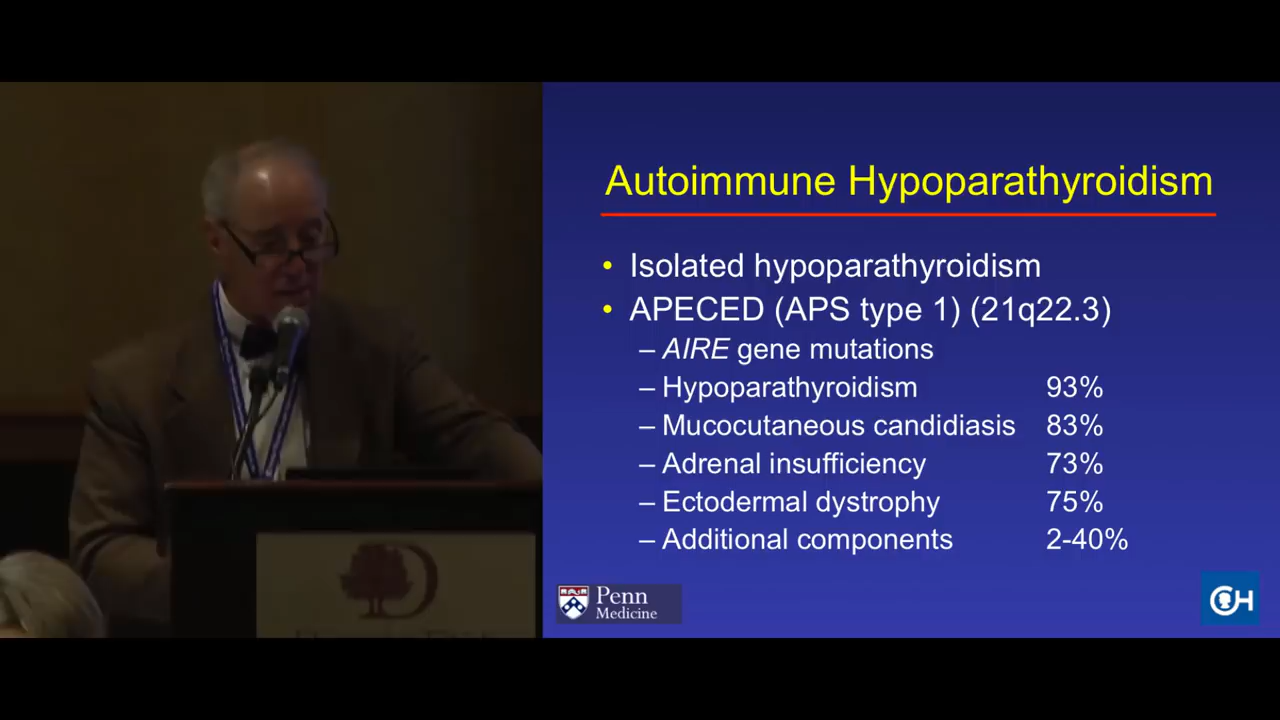 Autoimmune Hypoparathyroidism
• Isolated hypoparathyroidism
• APECED (APS type 1) (21q22.3)
– AIRE gene mutations
– Hypoparathyroidism 93%
– Mucocutaneous candidiasis 83%
– Adrenal insufficiency 73%
– Ectodermal dystrophy 75%
– Additional components 2-40%
Penn
Medicine